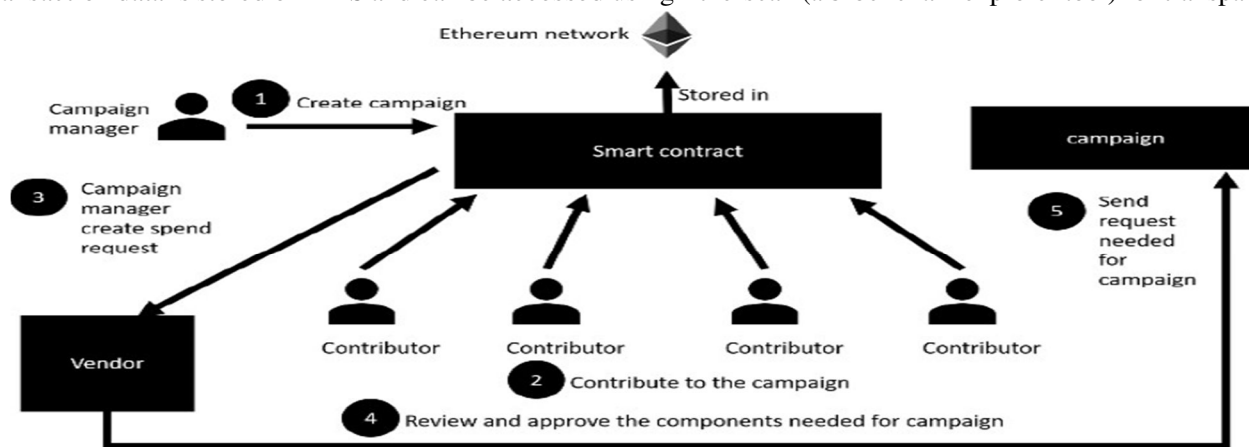 Ethereum network
Stored in
1
Create campaign
Campaign
manager
Smart contract
campaign
3
Campaign
manager
create spend
request
5
Send
request
needed
for
campaign
Contributor
Contributor
Contributor
Contributor
Vendor
2
Contribute to the campaign
4
Review and approve the components needed for campaign